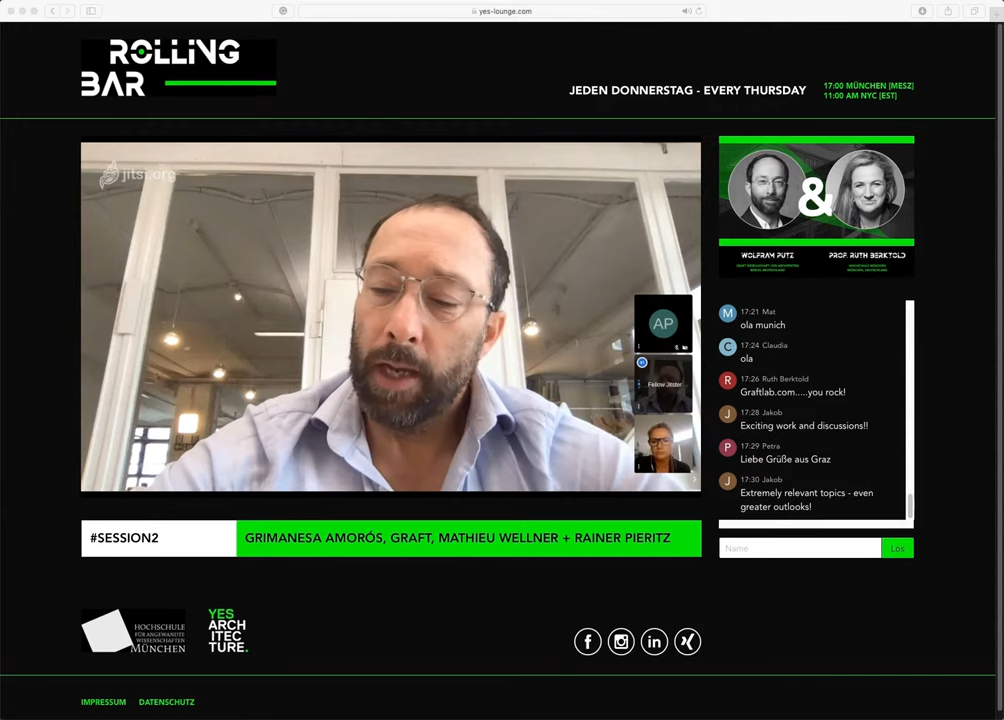 yes-lounge.com
ROLLING
BAR
JEDEN DONNERSTAG - EVERY THURSDAY
17:00 MÜNCHEN [MESZ]
11:00 AM NYC [EST]
jitsi.org
AP
Fellow Jitster
&
WOLFRAM PUTZ
PROF. RUTH BERKTOLD
M
17:21 Mat
ola munich
C
17:24 Claudia
ola
R
17:26 Ruth Berktold
Graftlab.com.....you rock!
J
17:28 Jakob
Exciting work and discussions!!
P
17:29 Petra
Liebe Grüße aus Graz
J
17:30 Jakob
Extremely relevant topics - even
greater outlooks!
Name
Los
#SESSION2
GRIMANESA AMORÓS, GRAFT, MATHIEU WELLNER + RAINER PIERITZ
HOCHSCHULE
FÜR ANGEWANDTE
WISSENSCHAFTEN
MÜNCHEN
YES
ARCH
ITEC
TURE.
f
in
IMPRESSUM
DATENSCHUTZ